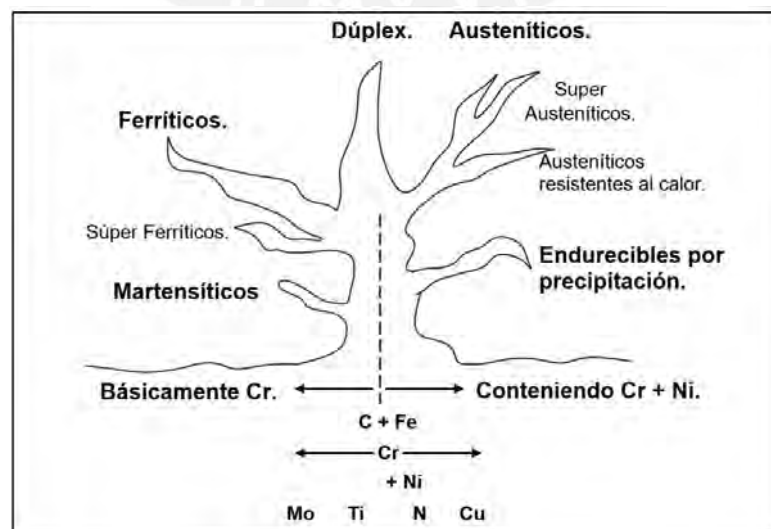 Dúplex. Austeníticos.
Super
Austeníticos.
Ferríticos.
Austeníticos
resistentes al calor.
Súper Ferríticos.
Endurecibles por
precipitación.
Martensíticos
Básicamente Cr. Conteniendo Cr + Ni.
C + Fe
Cr
+ Ni
Mo Ti N Cu